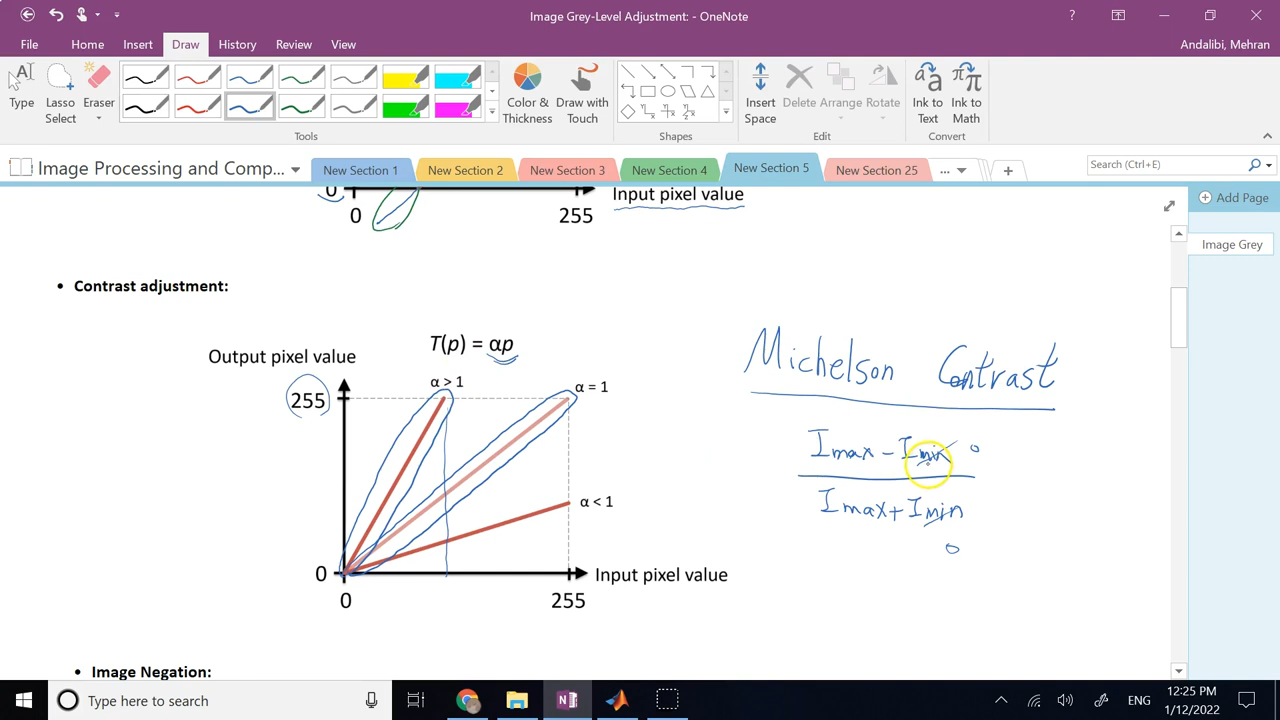 Image Grey-Level Adjustment: - OneNote
?
File Home Insert Draw History Review View
Andalibi, Mehran
Type Lasso Select Eraser
Color & Thickness Draw with Touch
Insert Space Delete Arrange Rotate
Ink to Text Ink to Math
Tools Shapes Edit Convert
Image Processing and Comp...
New Section 1 New Section 2 New Section 3 New Section 4 New Section 5 New Section 25 ...
Search (Ctrl+E)
Add Page
Image Grey
0
0 255 Input pixel value
• Contrast adjustment:
T(p) = αp
Output pixel value
Michelson Contrast
α > 1
α = 1
255
Imax - Imin 0
Imax + Imin
0
α < 1
0 Input pixel value
0 255
• Image Negation:
Type here to search
ENG
12:25 PM
1/12/2022